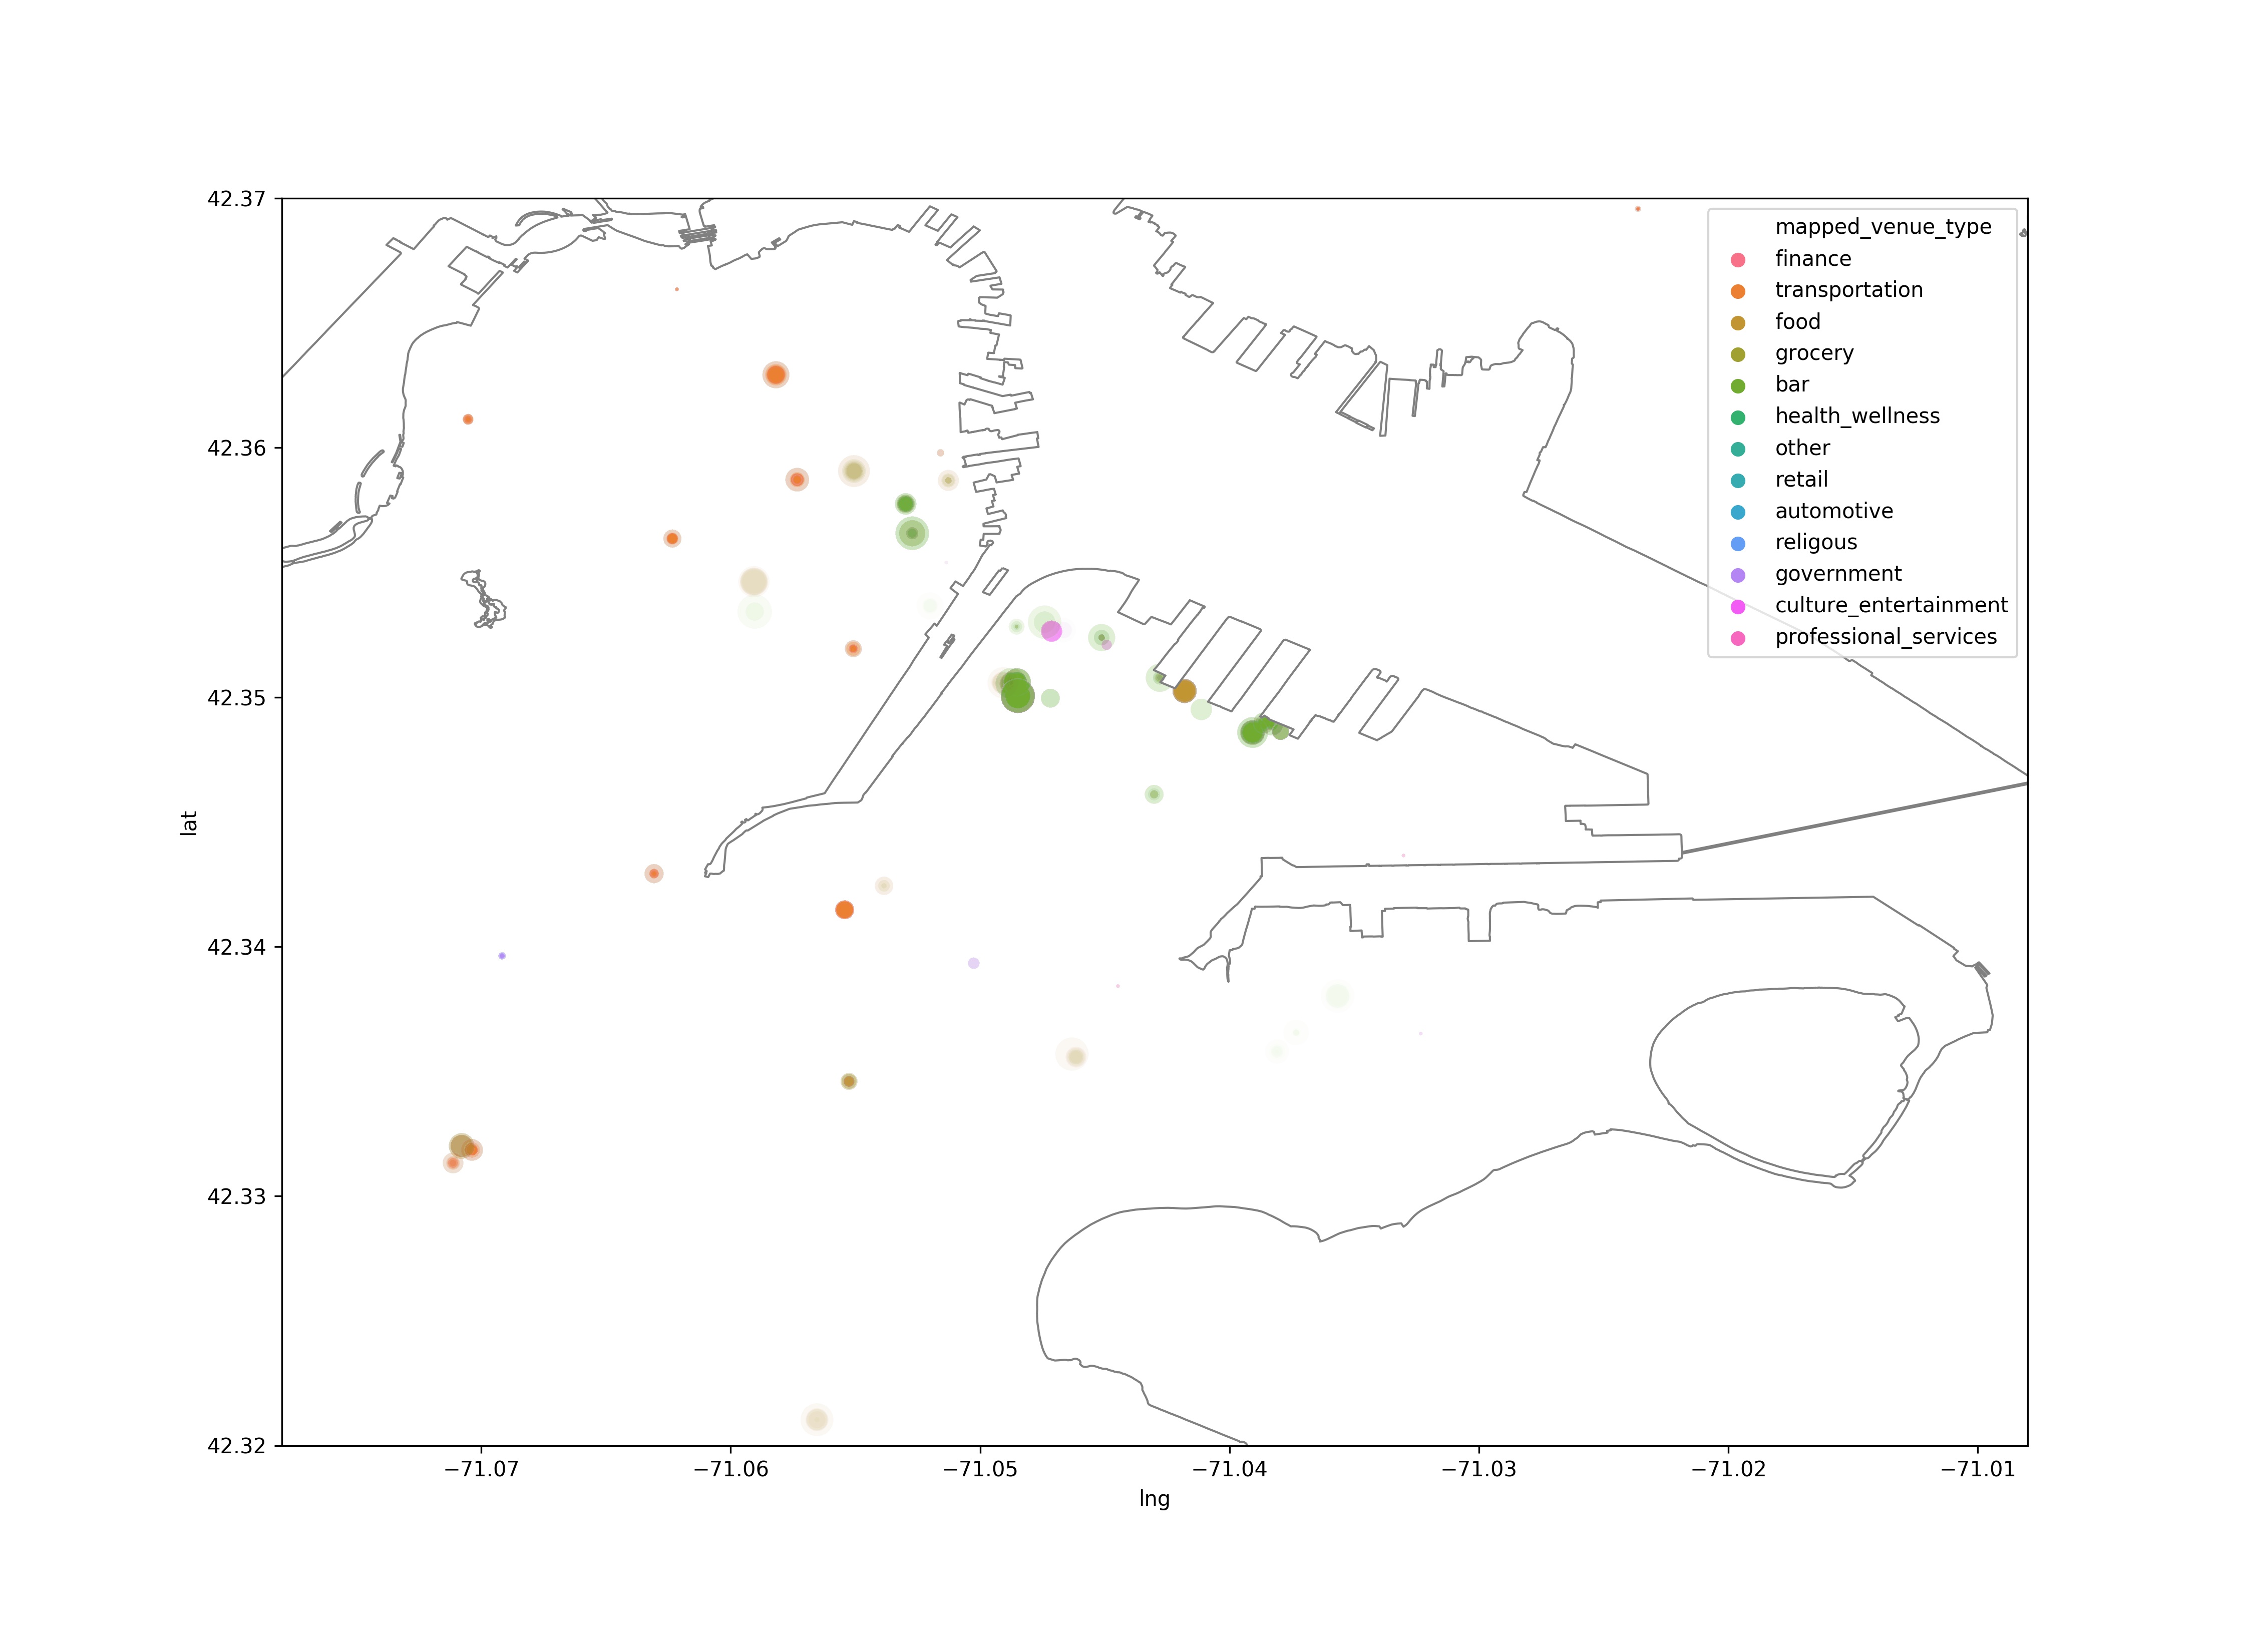 42.37
42.36
42.35
42.34
42.33
42.32
lat
−71.07
−71.06
−71.05
−71.04
−71.03
−71.02
−71.01
lng
mapped_venue_type
finance
transportation
food
grocery
bar
health_wellness
other
retail
automotive
religous
government
culture_entertainment
professional_services